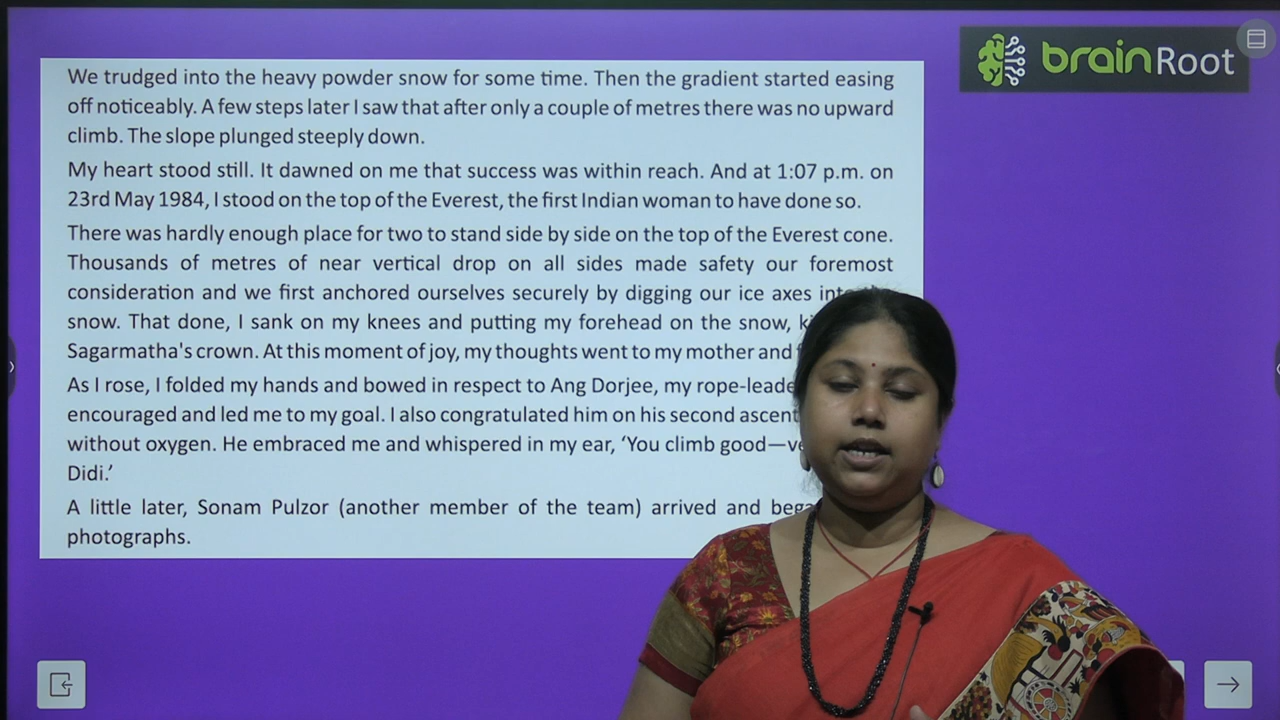 brainRoot
We trudged into the heavy powder snow for some time. Then the gradient started easing
off noticeably. A few steps later I saw that after only a couple of metres there was no upward
climb. The slope plunged steeply down.
My heart stood still. It dawned on me that success was within reach. And at 1:07 p.m. on
23rd May 1984, I stood on the top of the Everest, the first Indian woman to have done so.
There was hardly enough place for two to stand side by side on the top of the Everest cone.
Thousands of metres of near vertical drop on all sides made safety our foremost
consideration and we first anchored ourselves securely by digging our ice axes
snow. That done, I sank on my knees and putting my forehead on the snow,
Sagarmatha's crown. At this moment of joy, my thoughts went to my mother and
As I rose, I folded my hands and bowed in respect to Ang Dorjee, my
encouraged and led me to my goal. I also congratulated him on his second ascent
without oxygen. He embraced me and whispered in my ear, ‘You climb good—
Didi.’
A little later, Sonam Pulzor (another member of the team) arrived and
photographs.